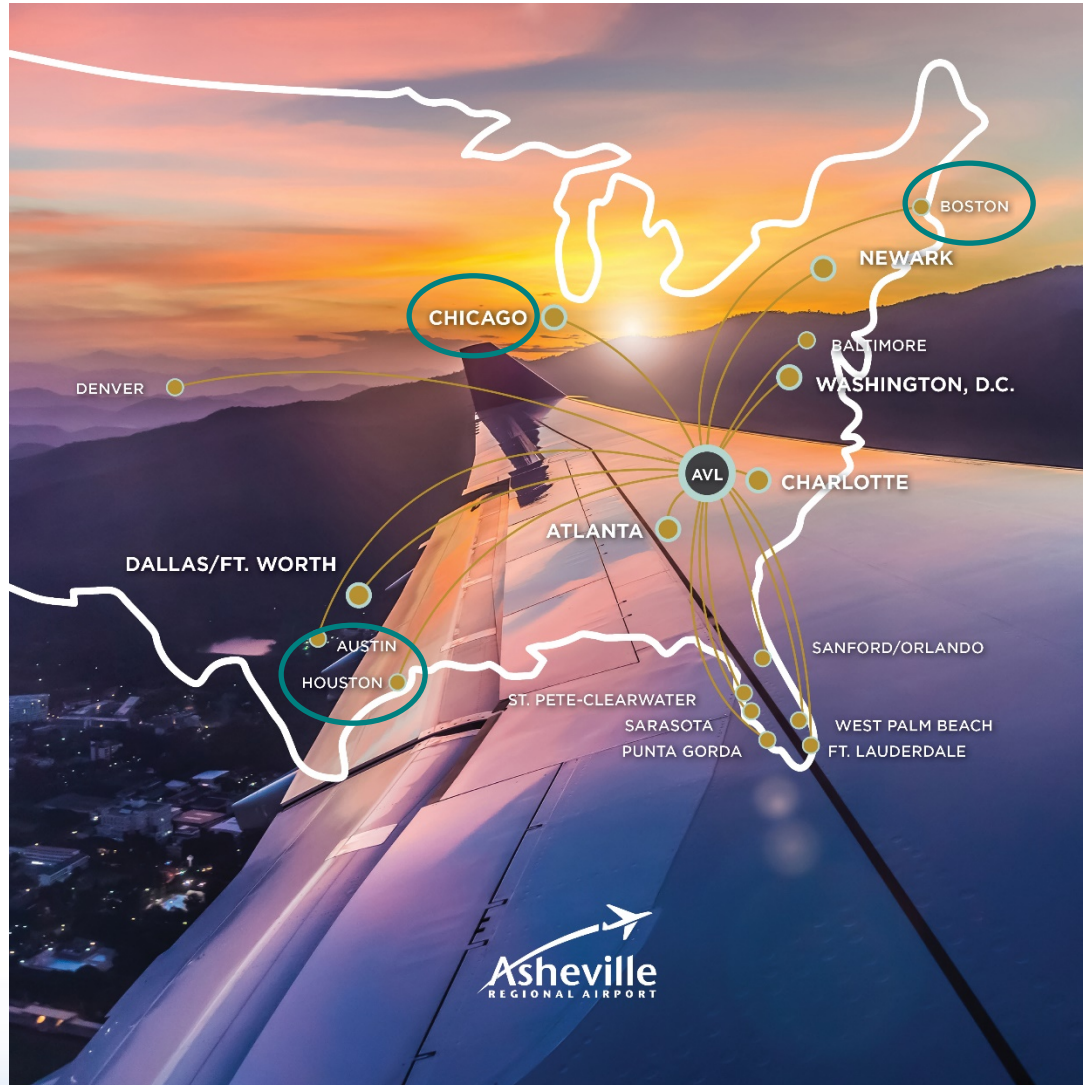 BOSTON
NEWARK
CHICAGO
BALTIMORE
WASHINGTON, D.C.
DENVER
AVL
CHARLOTTE
ATLANTA
DALLAS/FT. WORTH
AUSTIN
HOUSTON
SANFORD/ORLANDO
ST. PETE-CLEARWATER
SARASOTA
WEST PALM BEACH
PUNTA GORDA
FT. LAUDERDALE
Asheville
REGIONAL AIRPORT